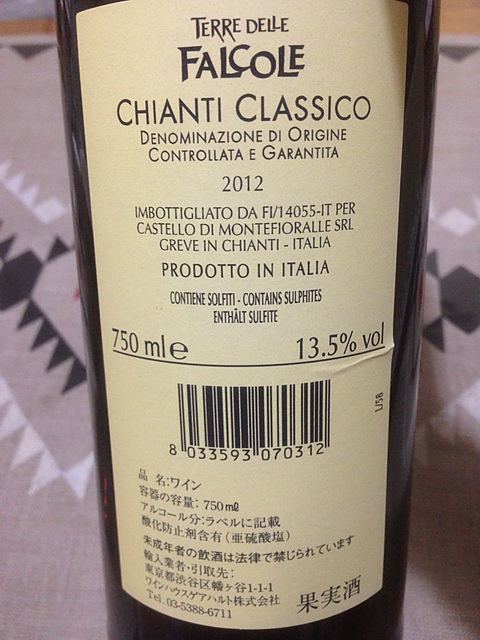 TERRE DELLE
FALCOLE
CHIANTI CLASSICO
DENOMINAZIONE DI ORIGINE
CONTROLLATA E GARANTITA
2012
IMBOTTIGLIATO DA FI/14055-IT PER
CASTELLO DI MONTEFIORALLE SRL
GREVE IN CHIANTI - ITALIA
PRODOTTO IN ITALIA
CONTIENE SOLFITI - CONTAINS SULPHITES
ENTHÄLT SULFITE
750 ml e 13.5% vol
L158
8 033593 070312
品 名:ワイン
容器の容量: 750㎖
アルコール分:ラベルに記載
酸化防止剤含有(亜硫酸塩)
未成年者の飲酒は法律で禁じられています
輸入業者・引取先:
東京都渋谷区幡ヶ谷1-1-1
ワインハウスゲアハルト株式会社
Tel. 03-5388-6711
果実酒